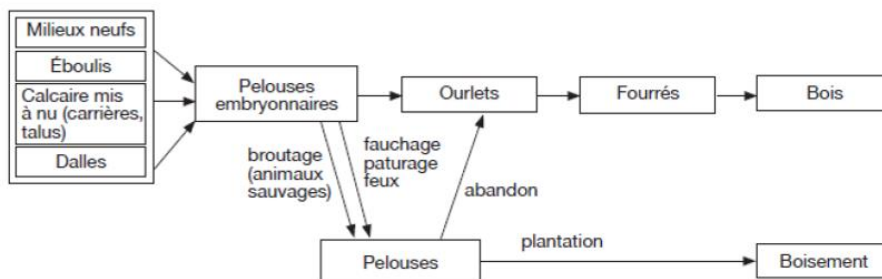 Milieux neufs
Éboulis
Calcaire mis
à nu (carrières,
talus)
Dalles
Pelouses
embryonnaires
Ourlets
Fourrés
Bois
broutage
(animaux
sauvages)
fauchage
paturage
feux
abandon
Pelouses
plantation
Boisement